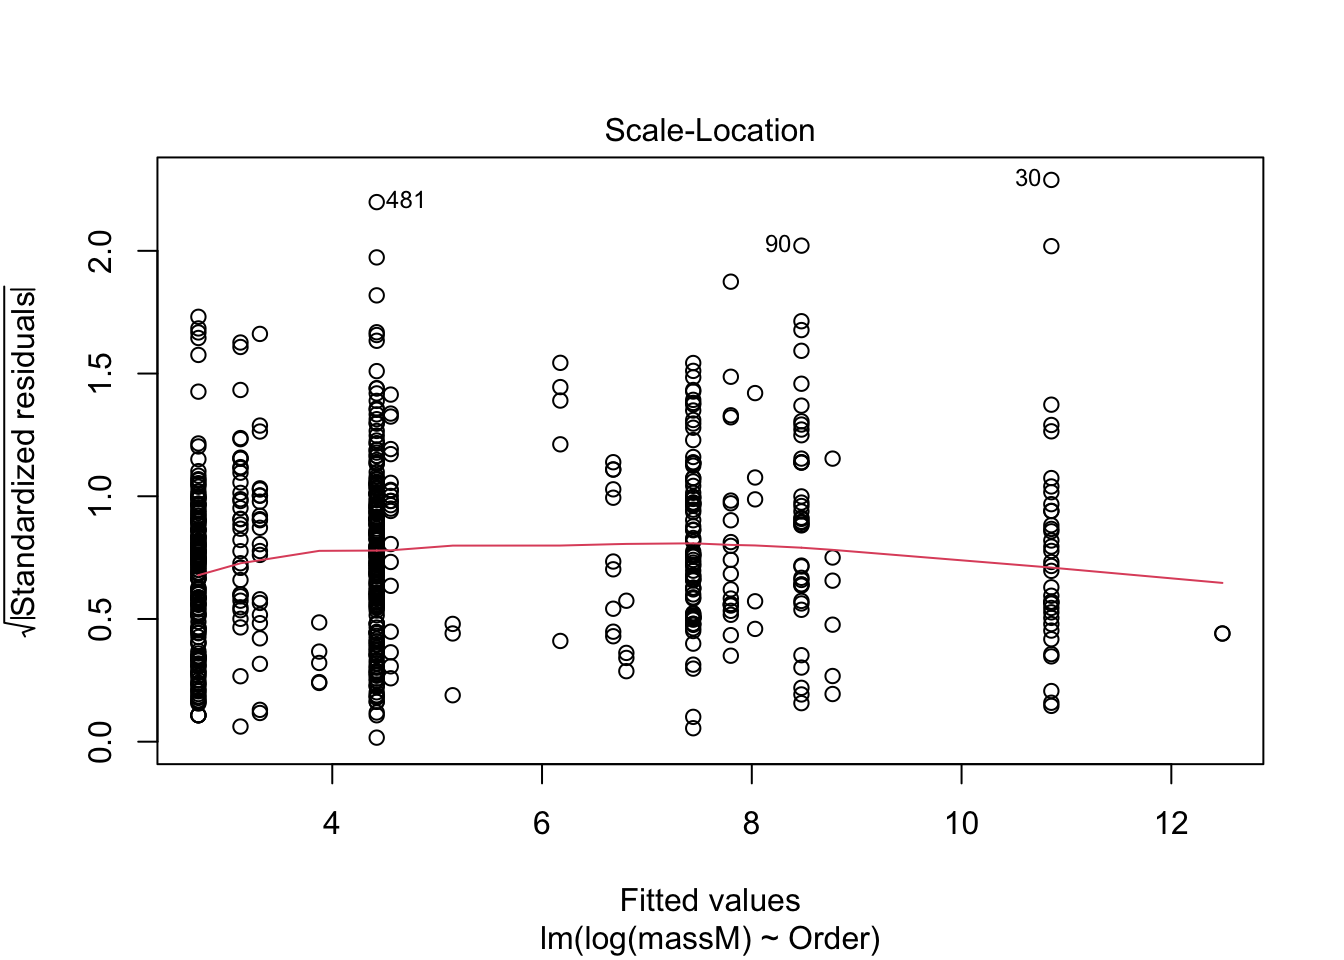 Scale-Location
√|Standardized residuals|
2.0
1.5
1.0
0.5
0.0
481
90
30
4 6 8 10 12
Fitted values
lm(log(massM) ~ Order)